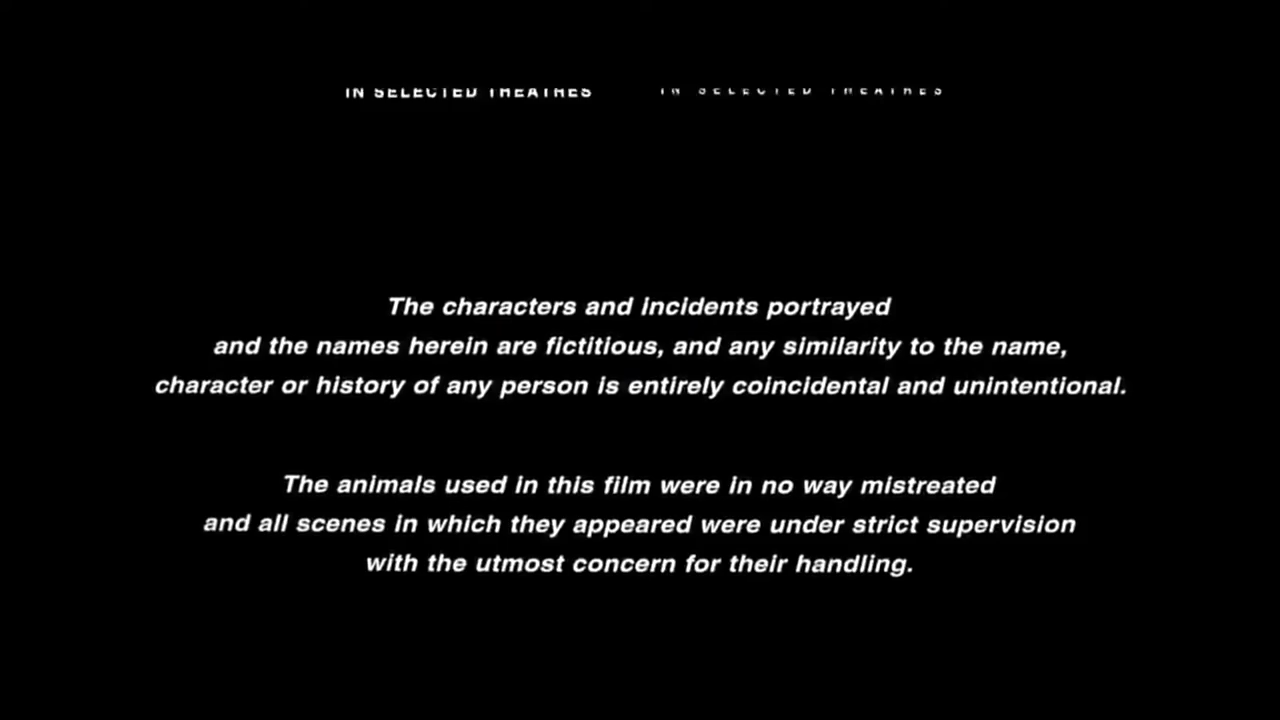 IN SELECTED THEATRES IN SELECTED THEATRES
The characters and incidents portrayed
and the names herein are fictitious, and any similarity to the name,
character or history of any person is entirely coincidental and unintentional.
The animals used in this film were in no way mistreated
and all scenes in which they appeared were under strict supervision
with the utmost concern for their handling.